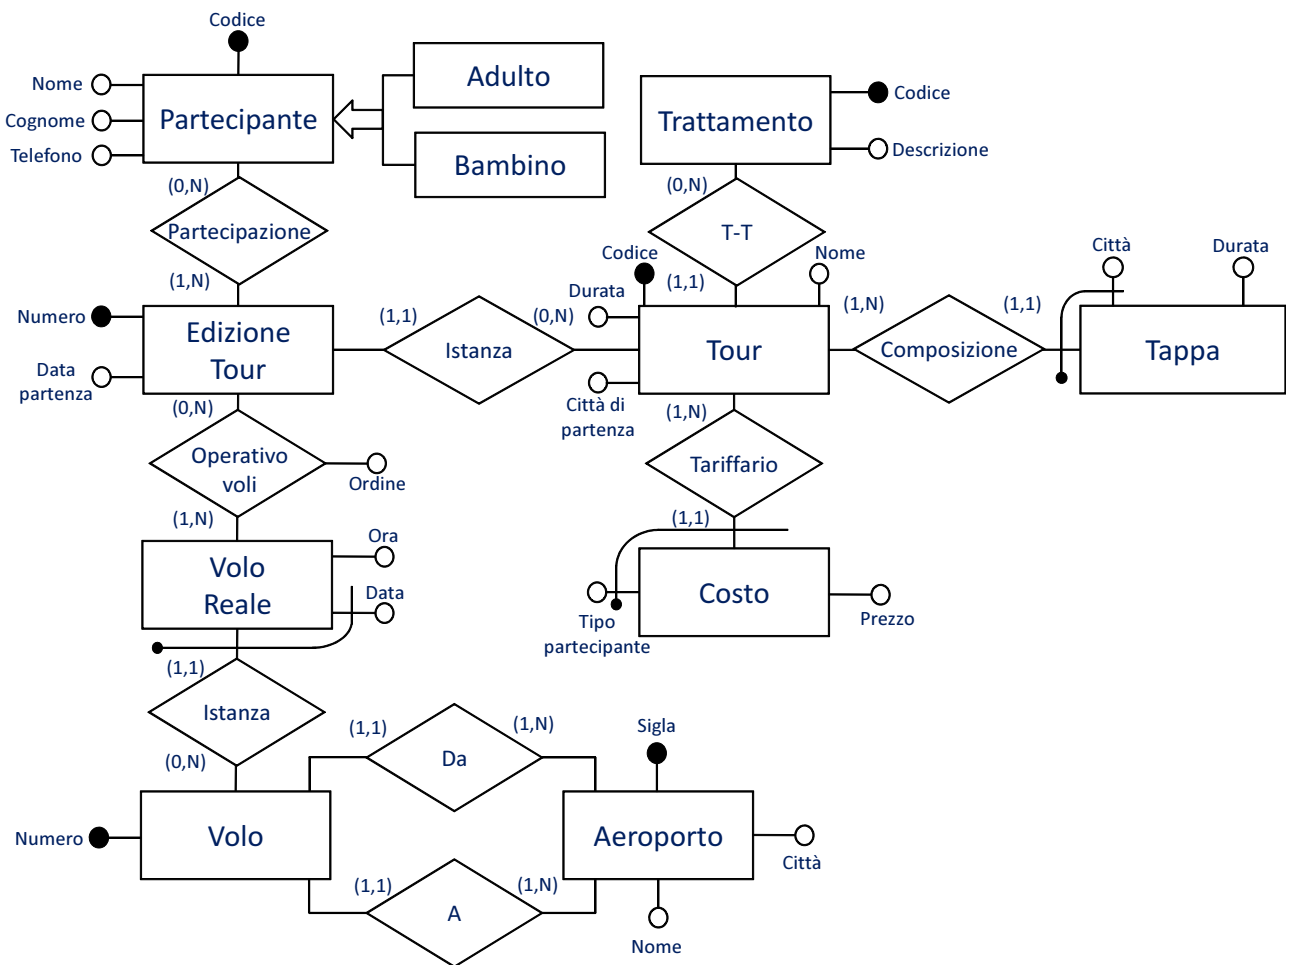 Codice
Nome
Cognome
Telefono
Partecipante
Adulto
Bambino
Trattamento
Codice
Descrizione
(0,N)
Partecipazione
(1,N)
(0,N)
T-T
(1,1)
Codice
Nome
Durata
Città di
partenza
Numero
Data
partenza
Edizione
Tour
(1,1)
Istanza
(0,N)
Tour
(1,N)
Composizione
(1,1)
Città
Durata
Tappa
(0,N)
Operativo
voli
Ordine
(1,N)
(1,N)
Tariffario
(1,1)
Volo
Reale
Ora
Data
Costo
Tipo
partecipante
Prezzo
(1,1)
Istanza
(0,N)
(1,1)
Da
(1,N)
Sigla
Numero
Volo
Aeroporto
Città
(1,1)
A
(1,N)
Nome